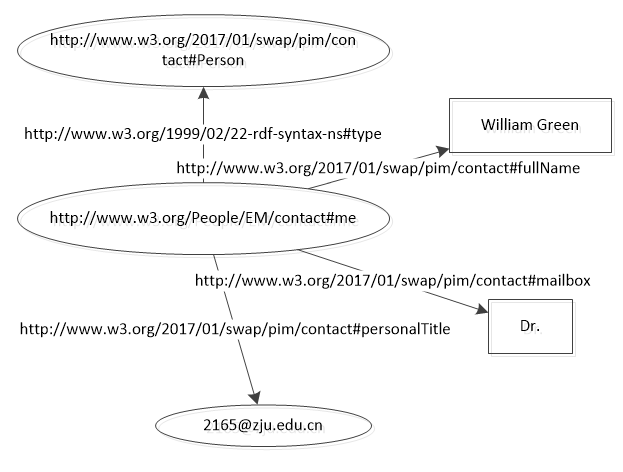 http://www.w3.org/2017/01/swap/pim/con
tact#Person
William Green
http://www.w3.org/1999/02/22-rdf-syntax-ns#type
http://www.w3.org/2017/01/swap/pim/contact#fullName
http://www.w3.org/People/EM/contact#me
http://www.w3.org/2017/01/swap/pim/contact#mailbox
Dr.
http://www.w3.org/2017/01/swap/pim/contact#personalTitle
2165@zju.edu.cn